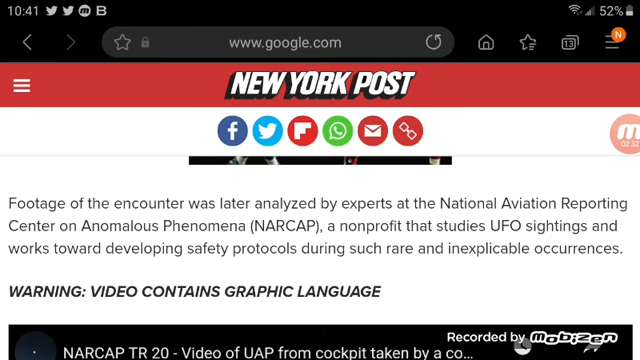 10:41 52%
www.google.com 13 N
NEW YORK POST
02:32
Footage of the encounter was later analyzed by experts at the National Aviation Reporting
Center on Anomalous Phenomena (NARCAP), a nonprofit that studies UFO sightings and
works toward developing safety protocols during such rare and inexplicable occurrences.
WARNING: VIDEO CONTAINS GRAPHIC LANGUAGE
Recorded by MOBIZEN
NARCAP TR 20 - Video of UAP from cockpit taken by a co...